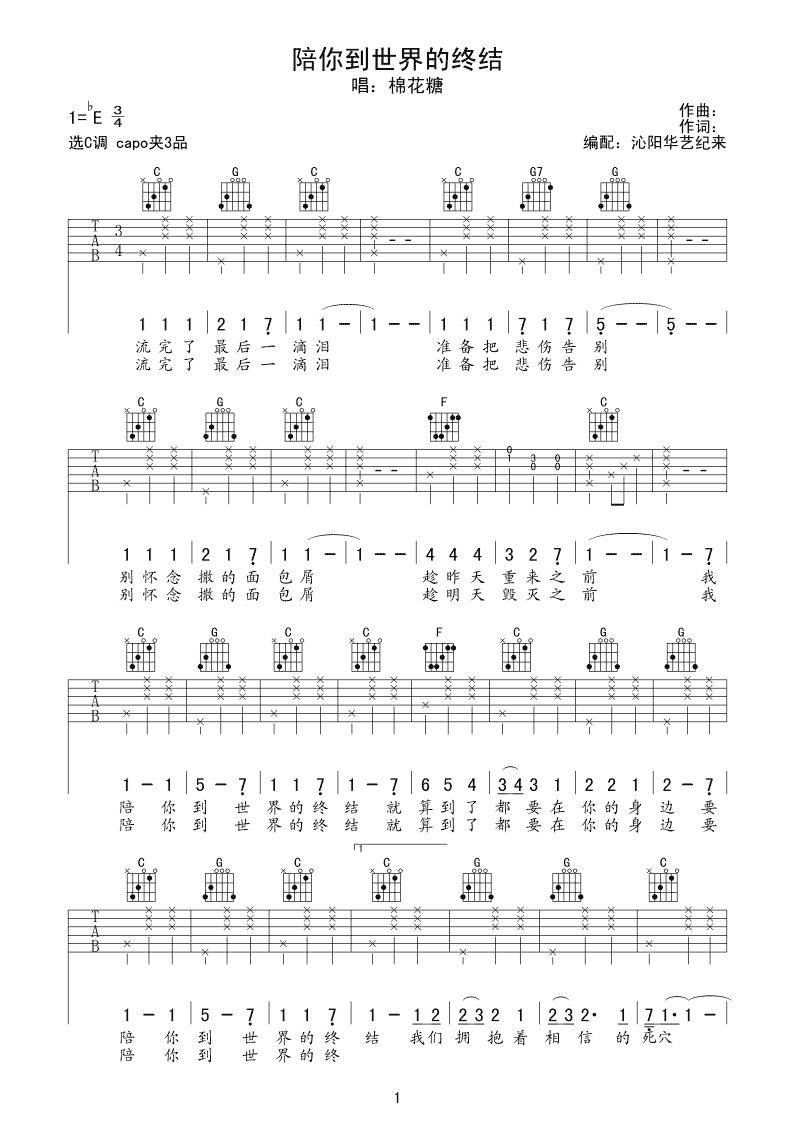 陪你到世界的终结
唱：棉花糖
1=♭E 3/4
作曲：
作词：
选C调 capo夹3品
编配：沁阳华艺纪来
C G C C G7 G
T A B 3 4
1 1 1 | 2 1 7 | 1 1 — | 1 — — | 1 1 1 | 7 1 7 | 5 — — | 5 — —
流完了 最后一 滴泪 准备把 悲伤告 别
流完了 最后一 滴泪 准备把 悲伤告 别
C G C F C
T A B 0 1 3 0 0 0
1 1 1 | 2 1 7 | 1 1 — | 1 — — | 4 4 4 | 3 2 7 | 1 — — | 1 — 7
别怀念 撒的面 包屑 趁昨天 重来之 前 我
别怀念 撒的面 包屑 趁明天 毁灭之 前 我
C G C C F C G G
T A B
1 — 1 | 5 — 7 | 1 1 7 | 1 — 7 | 6 5 4 | 3 4 3 1 | 2 2 1 | 2 — 7
陪 你 到 世 界的终 结 就 算到了 都 要在 你的身 边 要
陪 你 到 世 界的终 结 就 算到了 都 要在 你的身 边 要
1
C G C C G G C
T A B
1 — 1 | 5 — 7 | 1 1 7 | 1 — 1 2 | 2 3 2 1 | 2 3 2· 1 | 7 1 — 1 —
陪 你 到 世 界的终 结 我们 拥 抱着 相信 的 死穴
陪 你 到 世 界的终
1